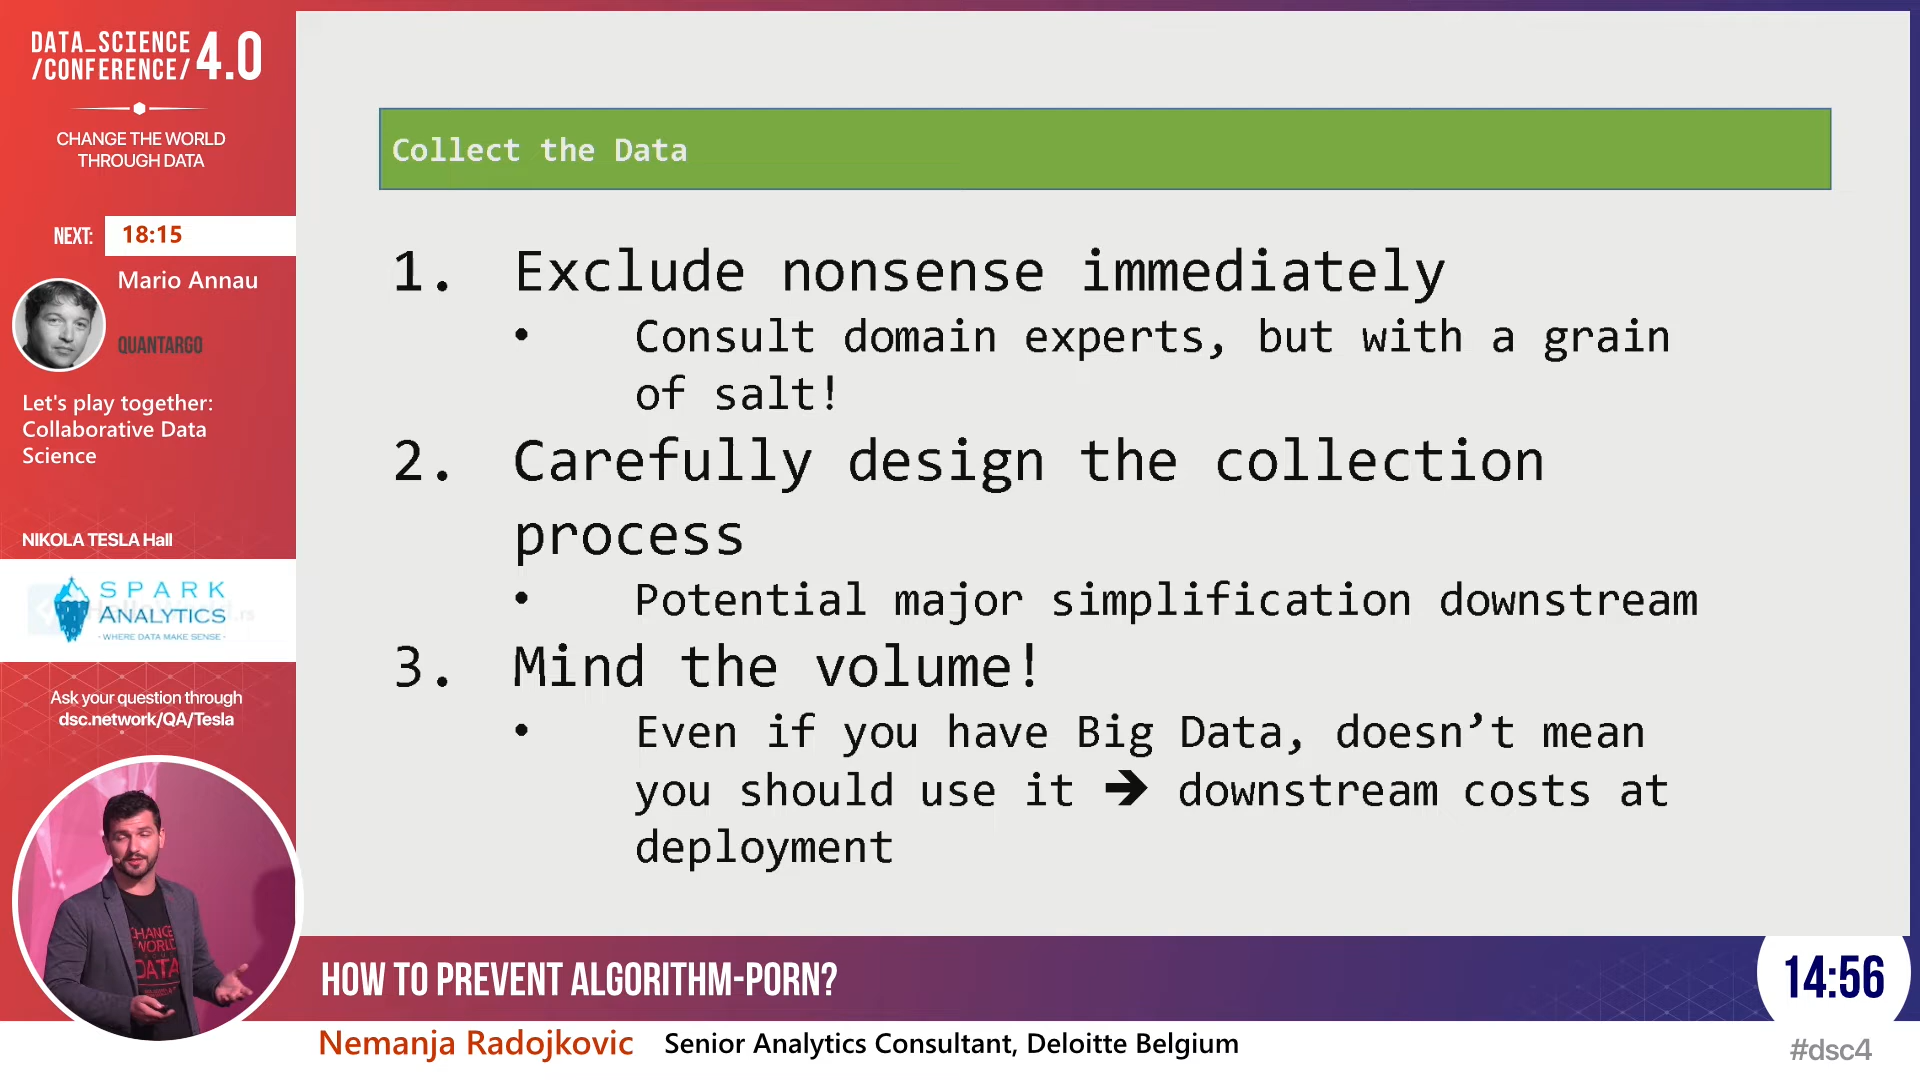 DATA_SCIENCE
/CONFERENCE/ 4.0
CHANGE THE WORLD
THROUGH DATA
NEXT: 18:15
Mario Annau
QUANTARGO
Let's play together:
Collaborative Data
Science
NIKOLA TESLA Hall
SPARK
ANALYTICS
- WHERE DATA MAKE SENSE -
Ask your question through
dsc.network/QA/Tesla
CHANGE
WORLD
DATA
Collect the Data
1. Exclude nonsense immediately
• Consult domain experts, but with a grain
of salt!
2. Carefully design the collection
process
• Potential major simplification downstream
3. Mind the volume!
• Even if you have Big Data, doesn’t mean
you should use it ➔ downstream costs at
deployment
HOW TO PREVENT ALGORITHM-PORN?
14:56
Nemanja Radojkovic Senior Analytics Consultant, Deloitte Belgium
#dsc4